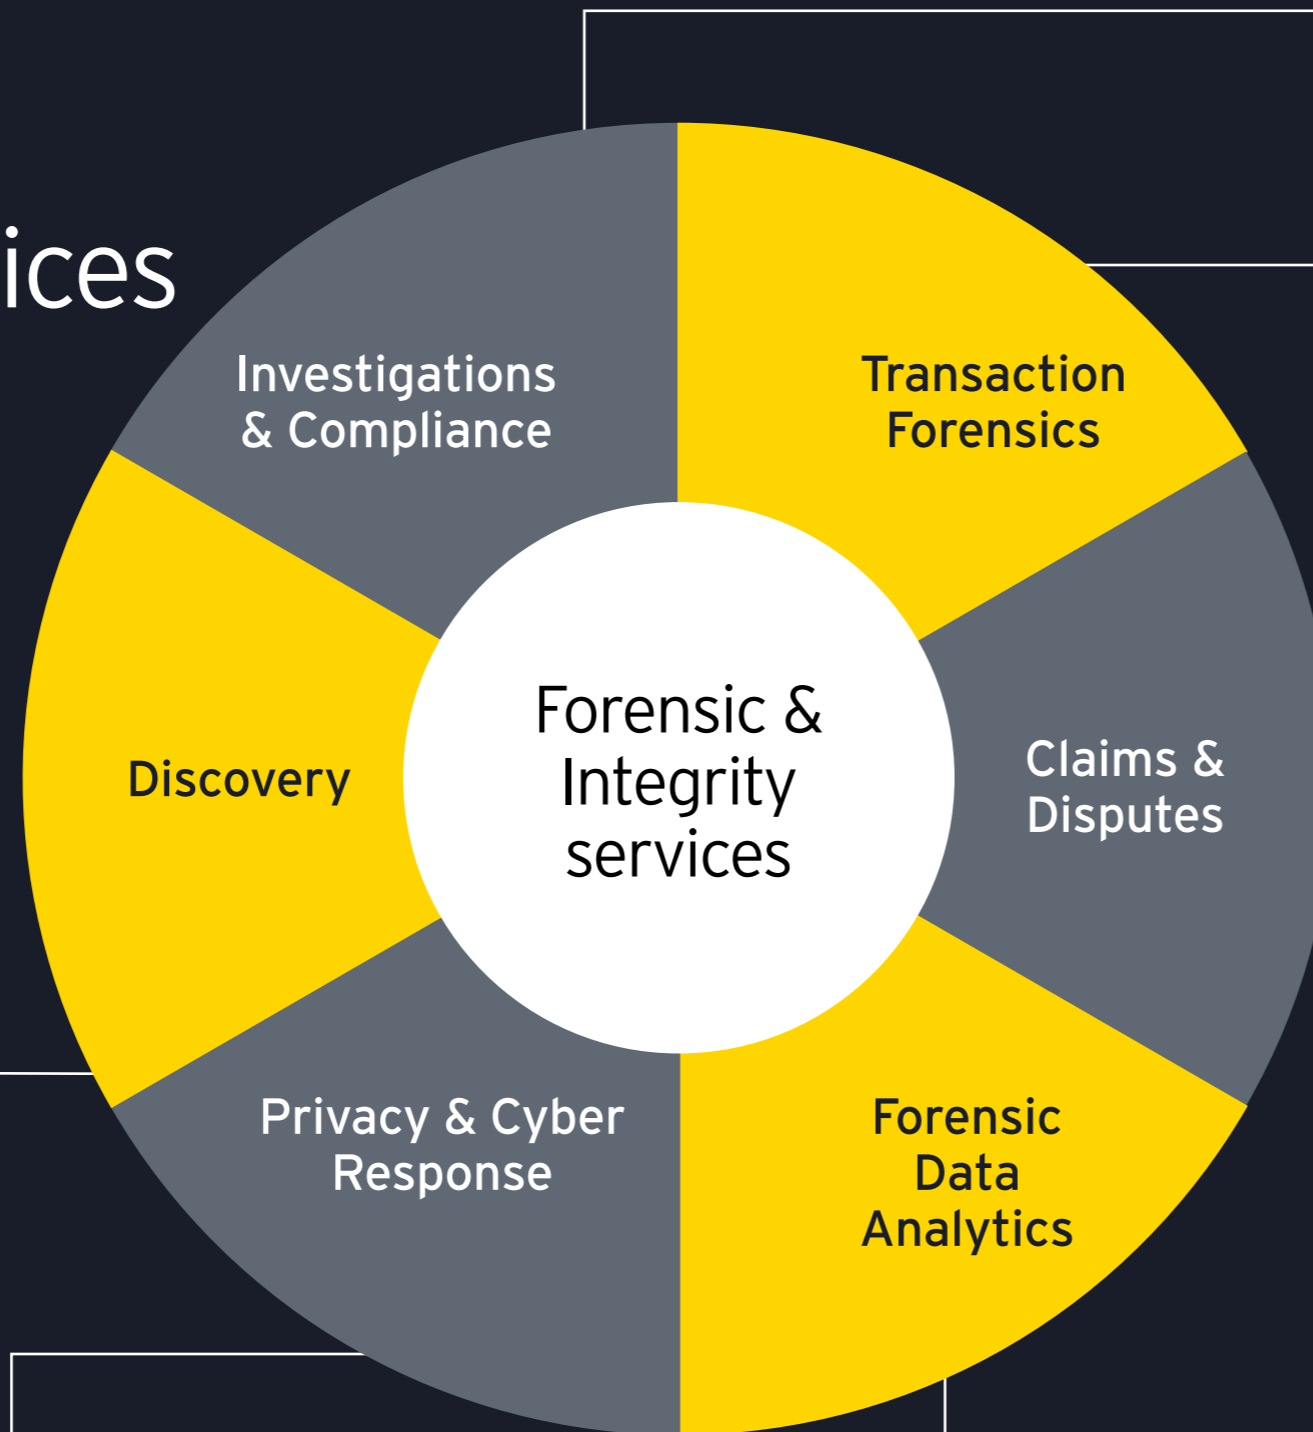 ices
Investigations
& Compliance
Transaction
Forensics
Discovery
Forensic &
Integrity
services
Claims &
Disputes
Privacy & Cyber
Response
Forensic
Data
Analytics